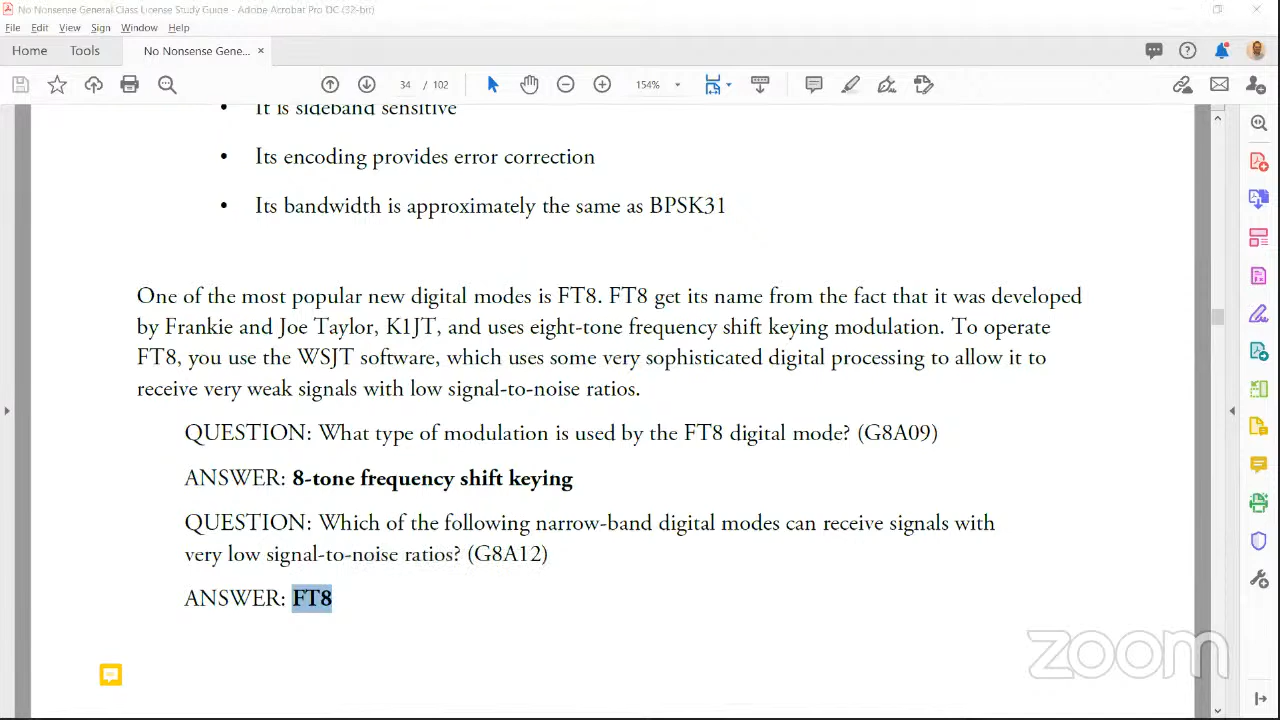 No Nonsense General Class License Study Guide - Adobe Acrobat Pro DC (32-bit)
File Edit View Sign Window Help
Home Tools No Nonsense Gene... ×
34 / 102 154%
• It is sideband sensitive
• Its encoding provides error correction
• Its bandwidth is approximately the same as BPSK31
One of the most popular new digital modes is FT8. FT8 get its name from the fact that it was developed
by Frankie and Joe Taylor, K1JT, and uses eight-tone frequency shift keying modulation. To operate
FT8, you use the WSJT software, which uses some very sophisticated digital processing to allow it to
receive very weak signals with low signal-to-noise ratios.
QUESTION: What type of modulation is used by the FT8 digital mode? (G8A09)
ANSWER: 8-tone frequency shift keying
QUESTION: Which of the following narrow-band digital modes can receive signals with
very low signal-to-noise ratios? (G8A12)
ANSWER: FT8
zoom